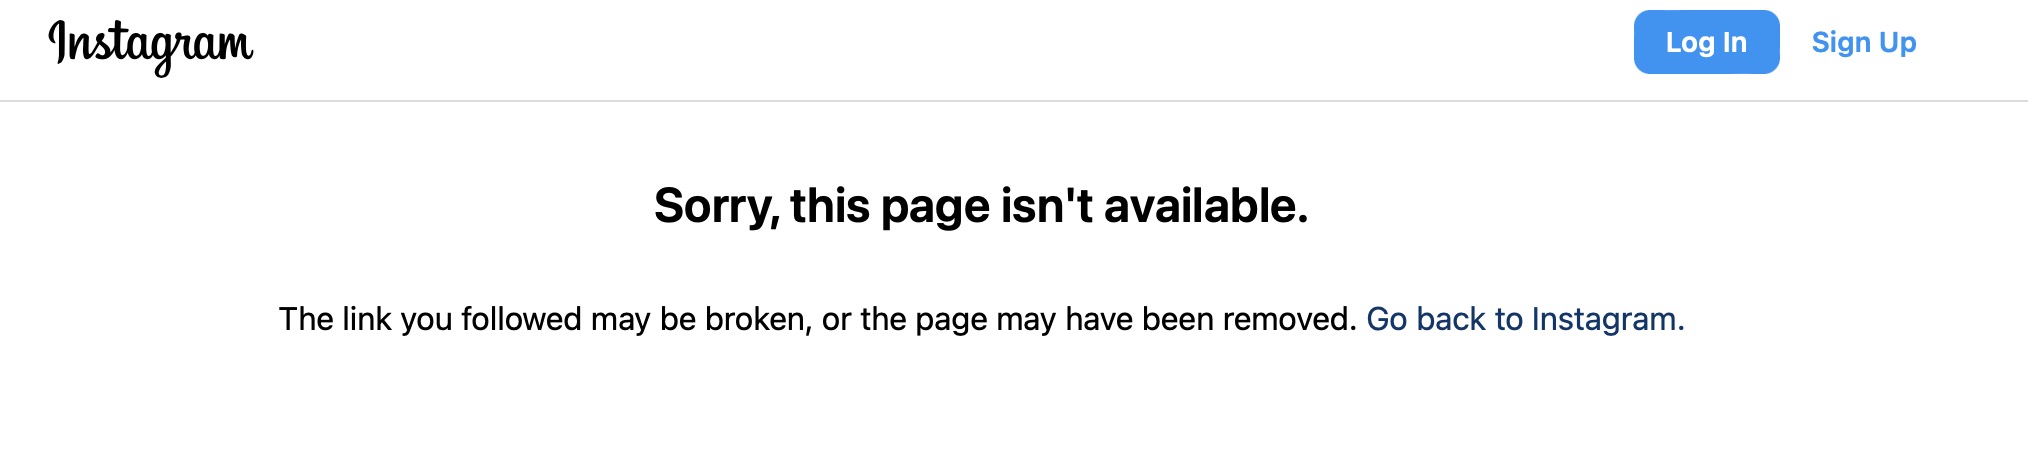 Instagram
Log In
Sign Up
Sorry, this page isn't available.
The link you followed may be broken, or the page may have been removed. Go back to Instagram.